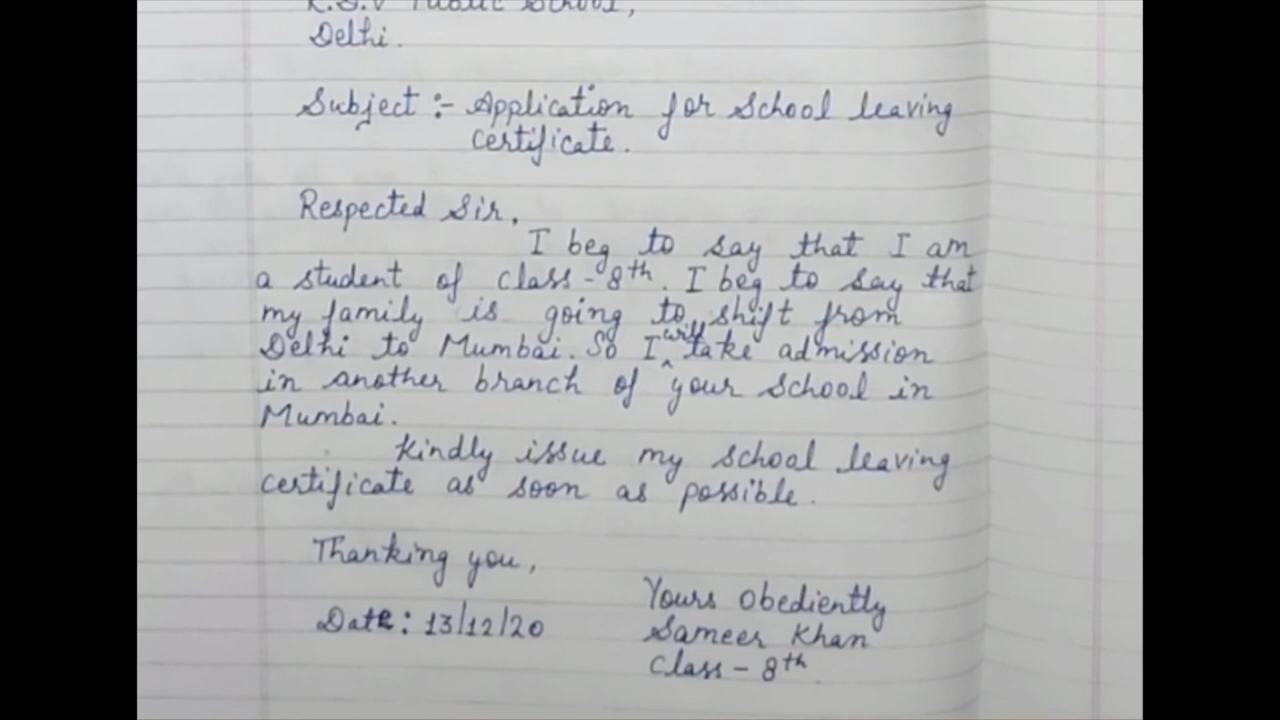 Public School,
Delhi.
Subject :- Application for School leaving
certificate.
Respected Sir,
I beg to say that I am
a student of class-8th. I beg to say that
my family is going to shift from
Delhi to Mumbai. So I will take admission
in another branch of your School in
Mumbai.
Kindly issue my school leaving
certificate as soon as possible.
Thanking you,
Yours Obediently
Date: 13/12/20
Sameer Khan
Class - 8th